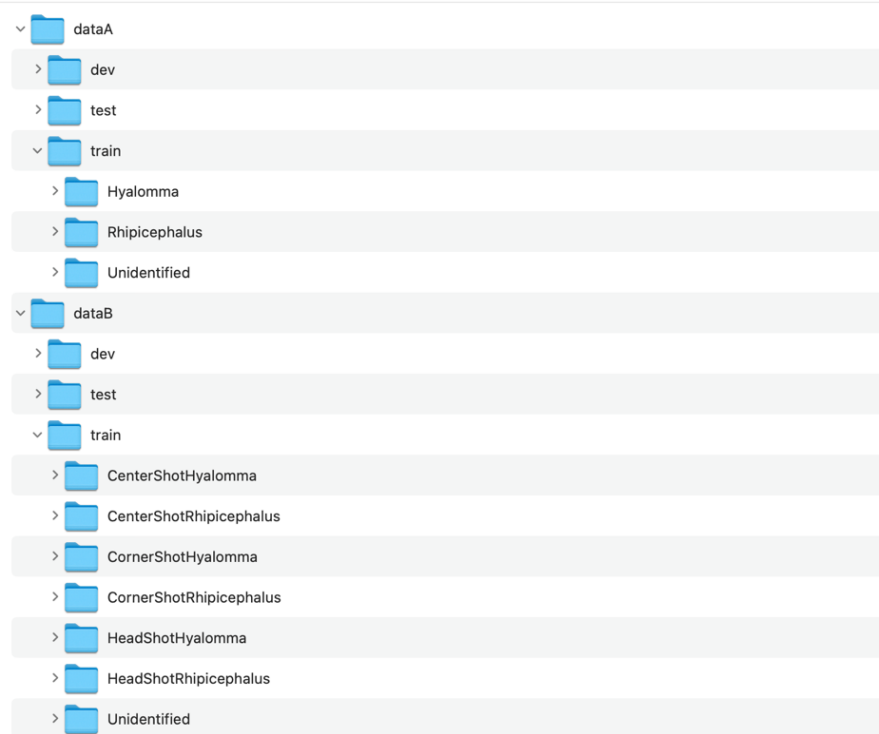 dataA
dev
test
train
Hyalomma
Rhipicephalus
Unidentified
dataB
dev
test
train
CenterShotHyalomma
CenterShotRhipicephalus
CornerShotHyalomma
CornerShotRhipicephalus
HeadShotHyalomma
HeadShotRhipicephalus
Unidentified